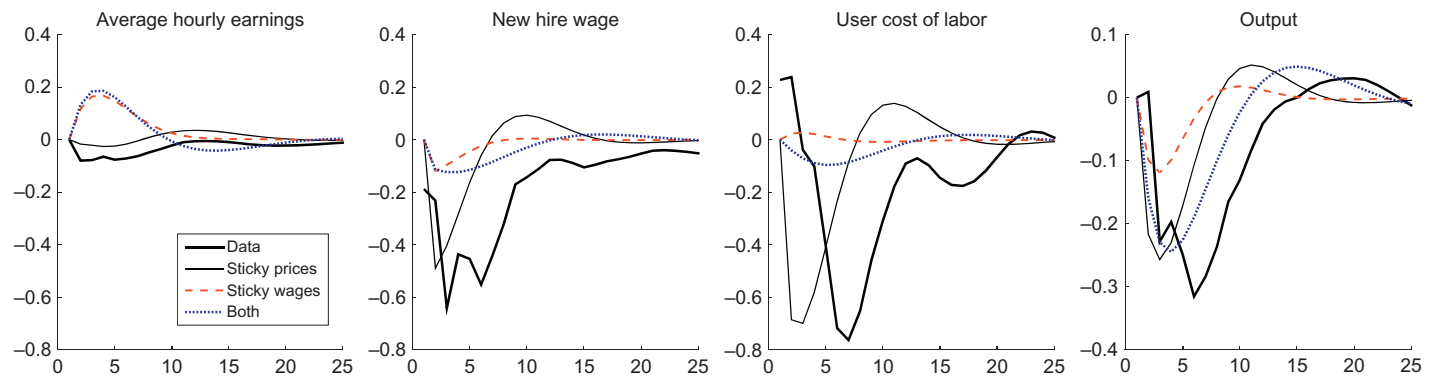 Average hourly earnings
0.4
0.2
0
–0.2
–0.4
–0.6
–0.8
0 5 10 15 20 25
Data
Sticky prices
Sticky wages
Both
New hire wage
0.4
0.2
0
–0.2
–0.4
–0.6
–0.8
0 5 10 15 20 25
User cost of labor
0.4
0.2
0
–0.2
–0.4
–0.6
–0.8
0 5 10 15 20 25
Output
0.1
0
–0.1
–0.2
–0.3
–0.4
0 5 10 15 20 25